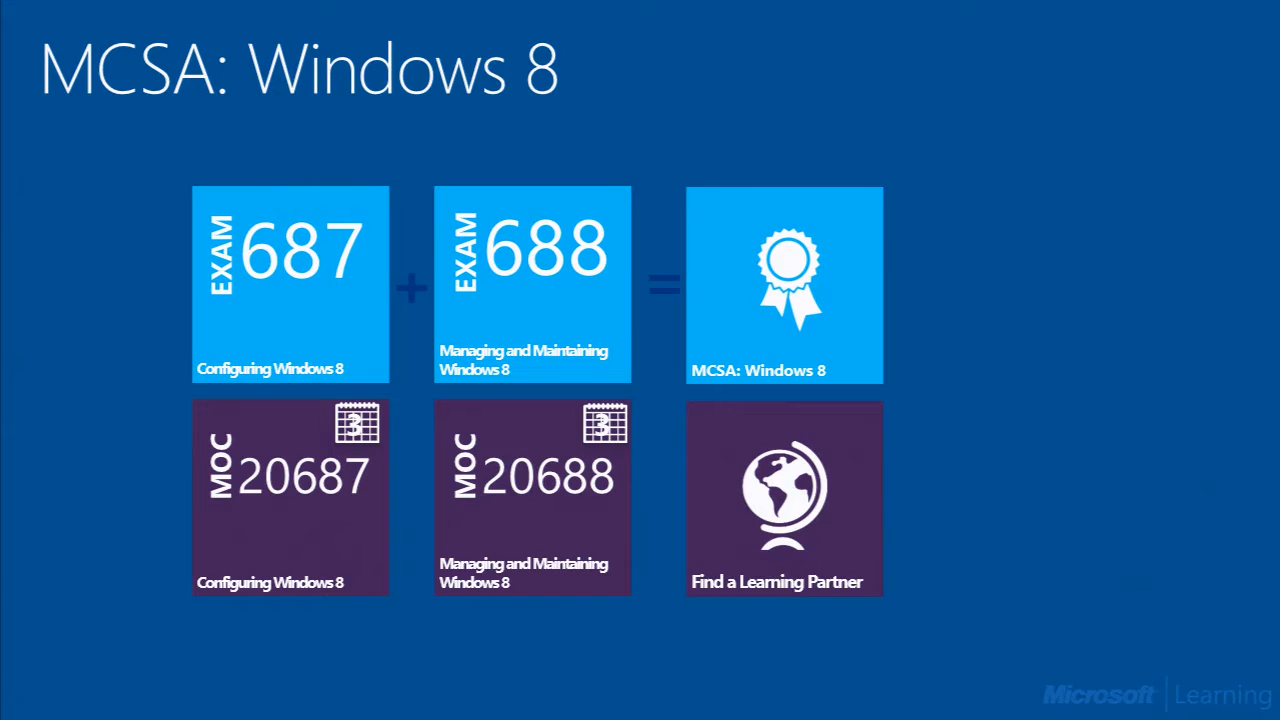 MCSA: Windows 8
EXAM 687
Configuring Windows 8
+
EXAM 688
Managing and Maintaining
Windows 8
=
MCSA: Windows 8
MOC 20687
3
Configuring Windows 8
MOC 20688
3
Managing and Maintaining
Windows 8
Find a Learning Partner
Microsoft | Learning